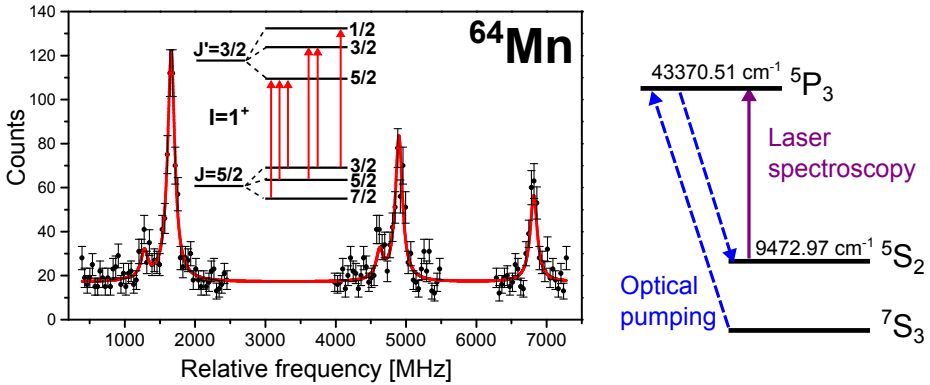 ⁶⁴Mn
140
120
100
80
60
40
20
0
Counts
1000
2000
3000
4000
5000
6000
7000
Relative frequency [MHz]
J'=3/2
1/2
3/2
5/2
I=1⁺
J=5/2
3/2
5/2
7/2
43370.51 cm⁻¹ ⁵P₃
Laser
spectroscopy
9472.97 cm⁻¹ ⁵S₂
Optical
pumping
⁷S₃